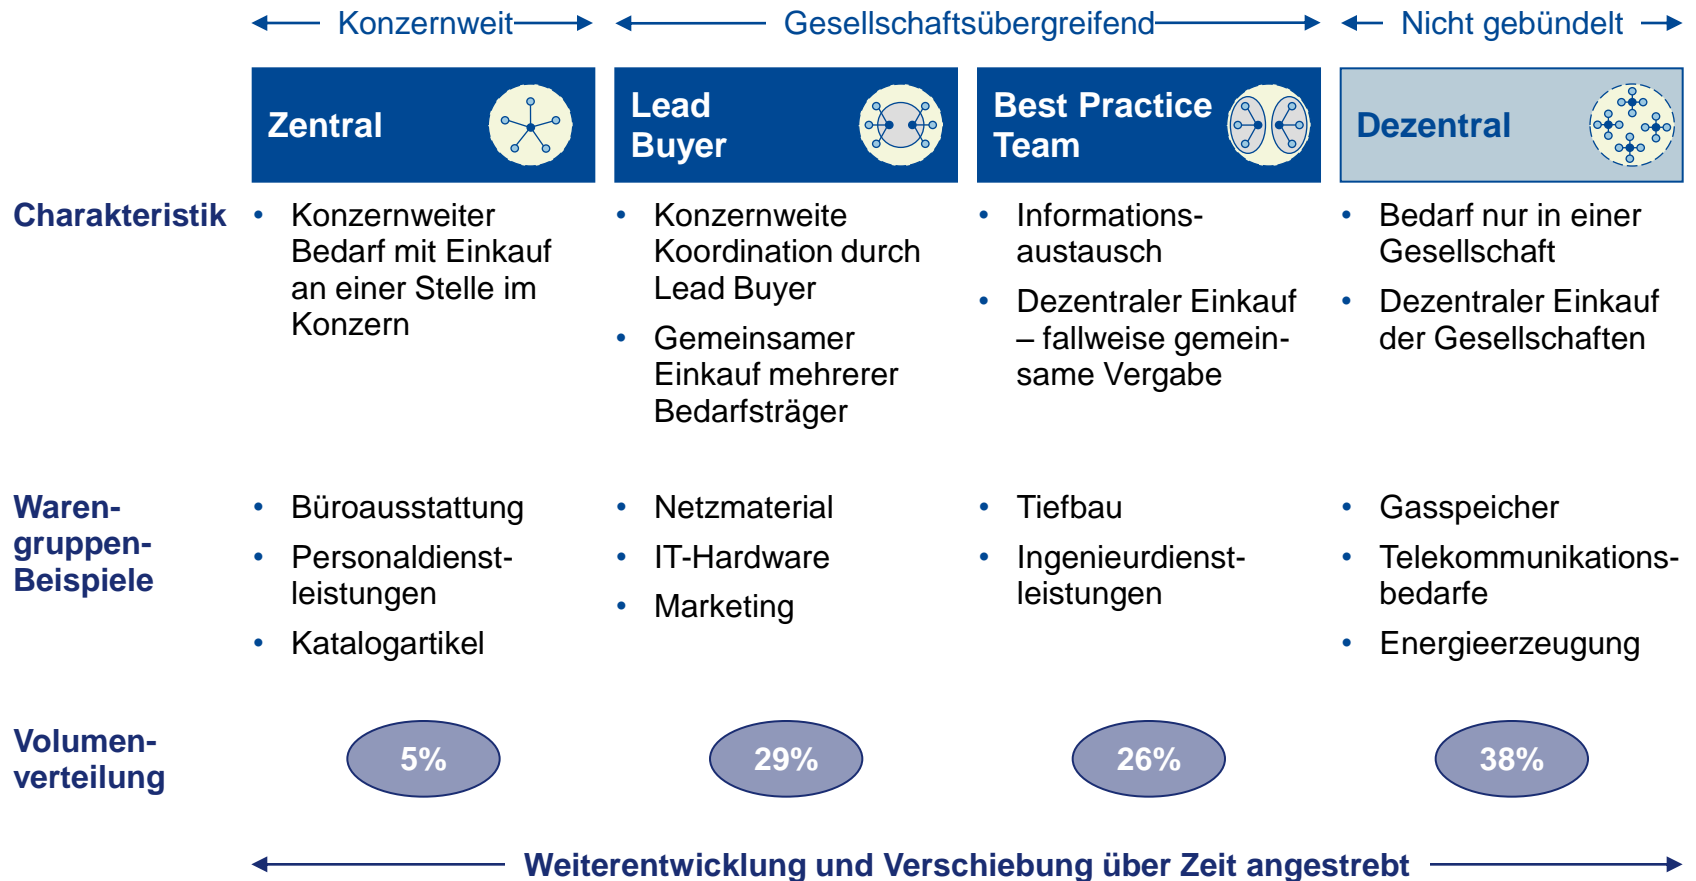 Konzernweit
Gesellschaftsübergreifend
Nicht gebündelt
Zentral
Lead
Buyer
Best Practice
Team
Dezentral
Charakteristik
• Konzernweiter
Bedarf mit Einkauf
an einer Stelle im
Konzern
• Konzernweite
Koordination durch
Lead Buyer
• Gemeinsamer
Einkauf mehrerer
Bedarfsträger
• Informations-
austausch
• Dezentraler Einkauf
– fallweise gemein-
same Vergabe
• Bedarf nur in einer
Gesellschaft
• Dezentraler Einkauf
der Gesellschaften
Waren-
gruppen-
Beispiele
• Büroausstattung
• Personaldienst-
leistungen
• Katalogartikel
• Netzmaterial
• IT-Hardware
• Marketing
• Tiefbau
• Ingenieurdienst-
leistungen
• Gasspeicher
• Telekommunikations-
bedarfe
• Energieerzeugung
Volumen-
verteilung
5%
29%
26%
38%
Weiterentwicklung und Verschiebung über Zeit angestrebt